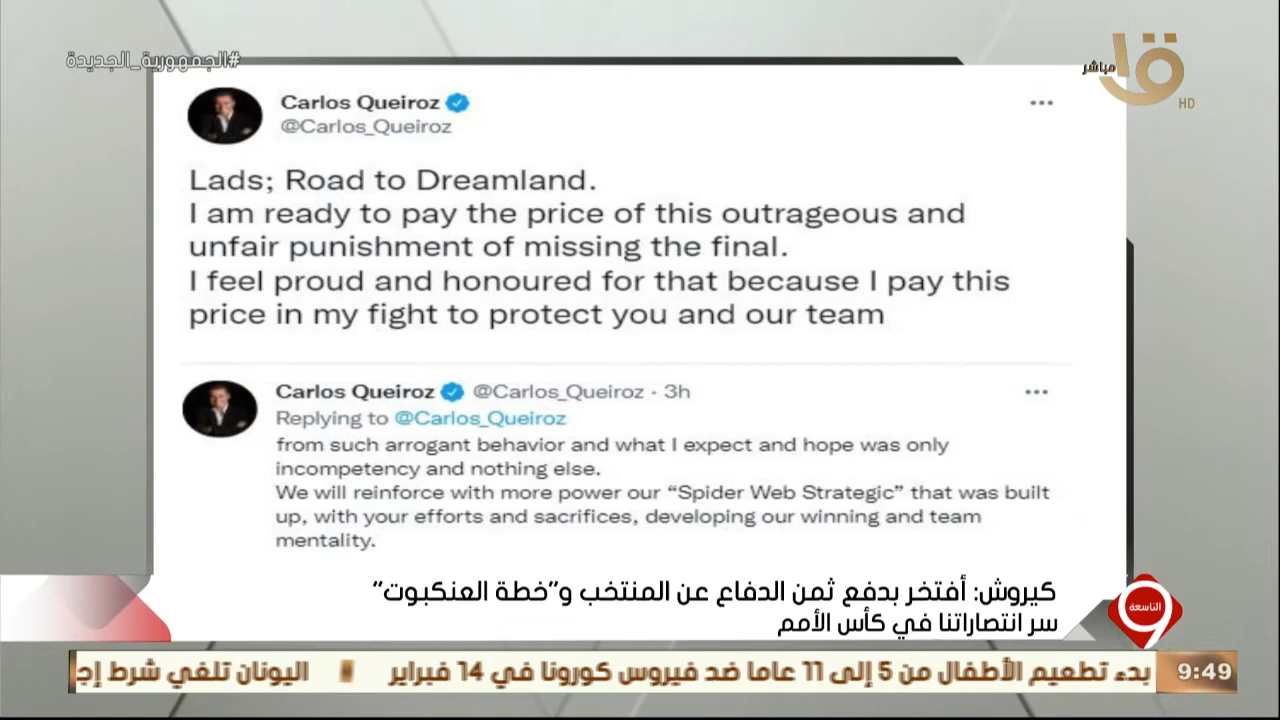 #الجمهورية_الجديدة
مباشر
HD
Carlos Queiroz
@Carlos_Queiroz
Lads; Road to Dreamland.
I am ready to pay the price of this outrageous and
unfair punishment of missing the final.
I feel proud and honoured for that because I pay this
price in my fight to protect you and our team
Carlos Queiroz @Carlos_Queiroz · 3h
Replying to @Carlos_Queiroz
from such arrogant behavior and what I expect and hope was only
incompetency and nothing else.
We will reinforce with more power our “Spider Web Strategic” that was built
up, with your efforts and sacrifices, developing our winning and team
mentality.
كيروش: أفتخر بدفع ثمن الدفاع عن المنتخب و"خطة العنكبوت"
سر انتصاراتنا في كأس الأمم
التاسعة
9
9:49
بدء تطعيم الأطفال من 5 إلى 11 عاما ضد فيروس كورونا في 14 فبراير
اليونان تلغي شرط إج